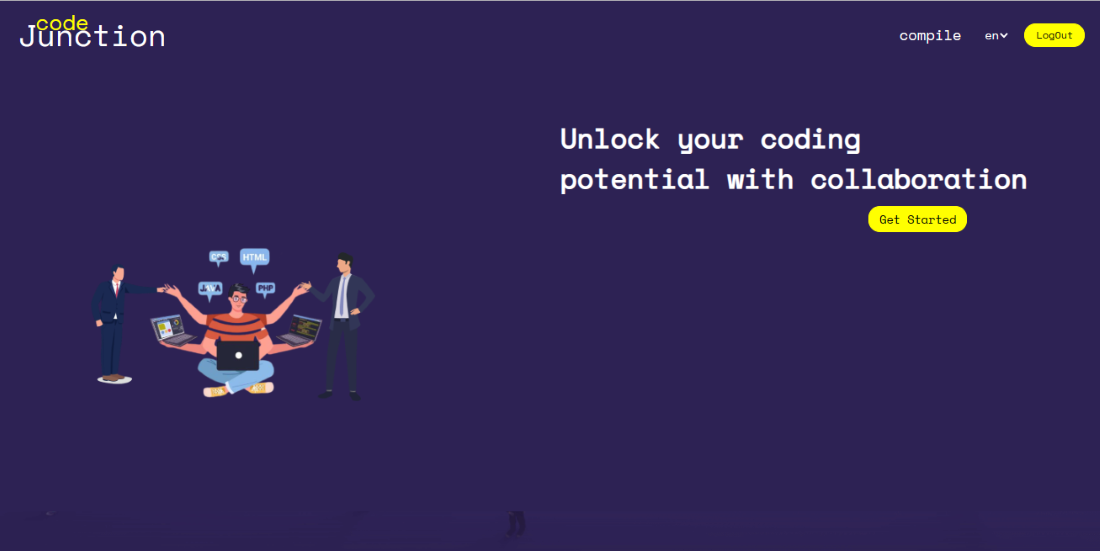 code
Junction
compile
en
LogOut
Unlock your coding
potential with collaboration
Get Started
CSS
HTML
JAVA
PHP